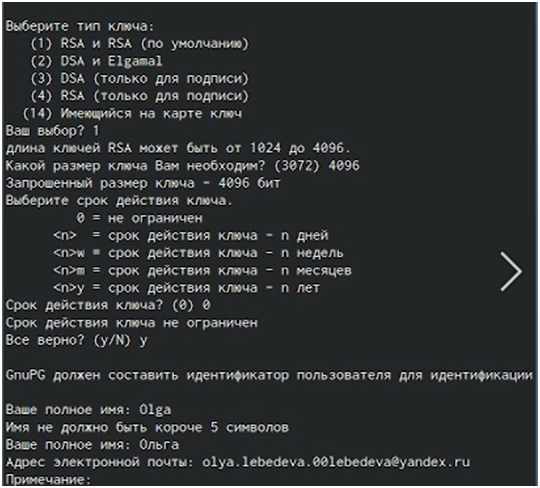 Выберите тип ключа:
(1) RSA и RSA (по умолчанию)
(2) DSA и Elgamal
(3) DSA (только для подписи)
(4) RSA (только для подписи)
(14) Имеющийся на карте ключ
Ваш выбор? 1
длина ключей RSA может быть от 1024 до 4096.
Какой размер ключа Вам необходим? (3072) 4096
Запрошенный размер ключа - 4096 бит
Выберите срок действия ключа.
0 = не ограничен
<n> = срок действия ключа - n дней
<n>w = срок действия ключа - n недель
<n>m = срок действия ключа - n месяцев
<n>y = срок действия ключа - n лет
Срок действия ключа? (0) 0
Срок действия ключа не ограничен
Все верно? (y/N) y
GnuPG должен составить идентификатор пользователя для идентификации
Ваше полное имя: Olga
Имя не должно быть короче 5 символов
Ваше полное имя: Ольга
Адрес электронной почты: olya.lebedeva.00lebedeva@yandex.ru
Примечание: